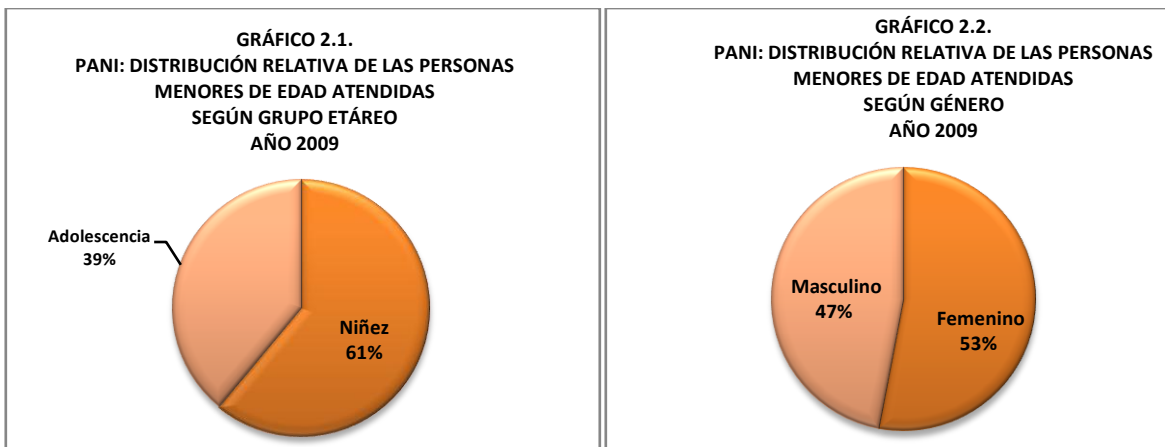 GRÁFICO 2.1.
PANI: DISTRIBUCIÓN RELATIVA DE LAS PERSONAS
MENORES DE EDAD ATENDIDAS
SEGÚN GRUPO ETÁREO
AÑO 2009
Adolescencia
39%
Niñez
61%
GRÁFICO 2.2.
PANI: DISTRIBUCIÓN RELATIVA DE LAS PERSONAS
MENORES DE EDAD ATENDIDAS
SEGÚN GÉNERO
AÑO 2009
Masculino
47%
Femenino
53%